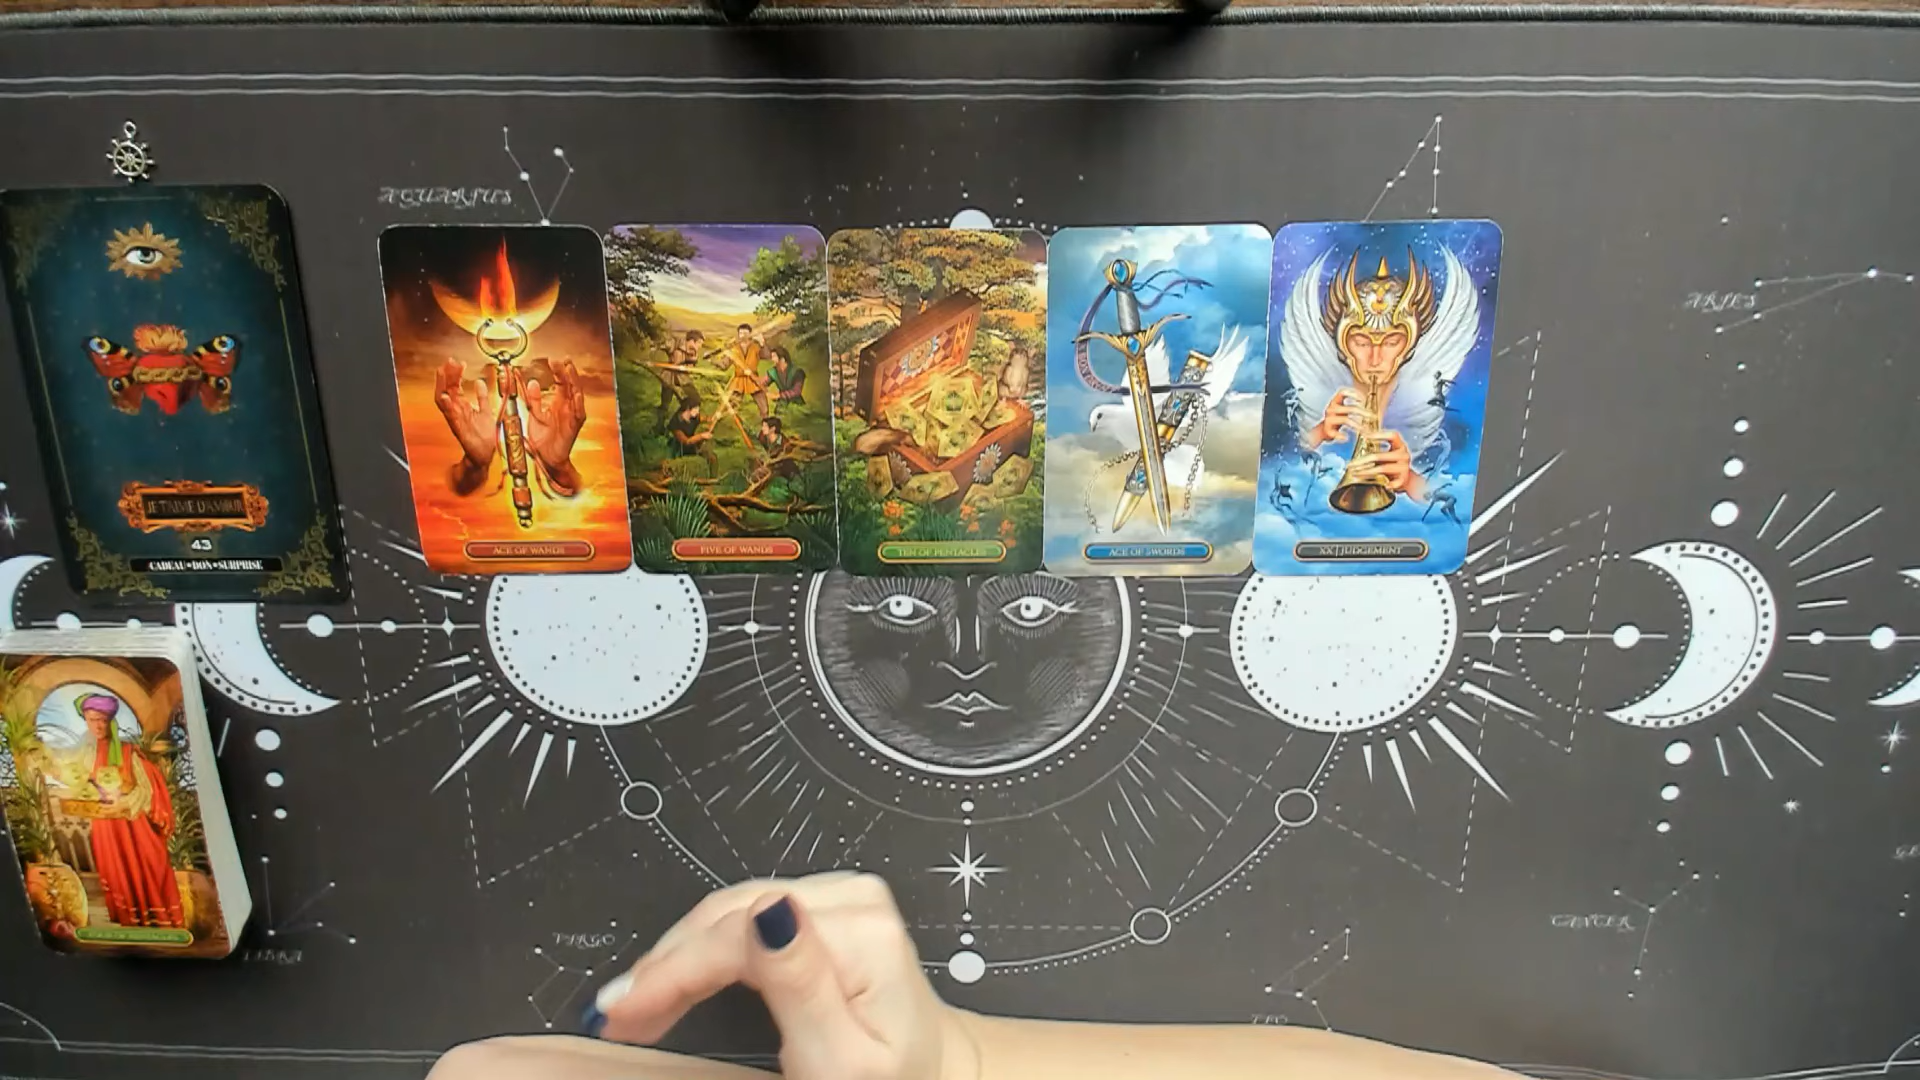 AQUARIUS
ARIES
JE T'AIME D'AMOUR
43
CADEAU•DON•SURPRISE
ACE OF WANDS
FIVE OF WANDS
TEN OF PENTACLES
ACE OF SWORDS
XX | JUDGEMENT
VIRGO
LIBRA
CANCER
LEO